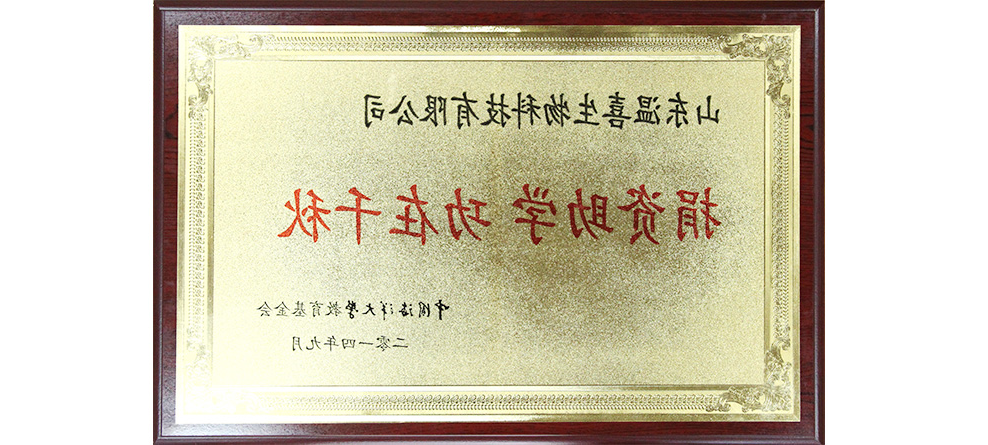 山东温喜生物科技有限公司
捐资助学 功在千秋
中国海洋大学教育基金会
二零一四年九月